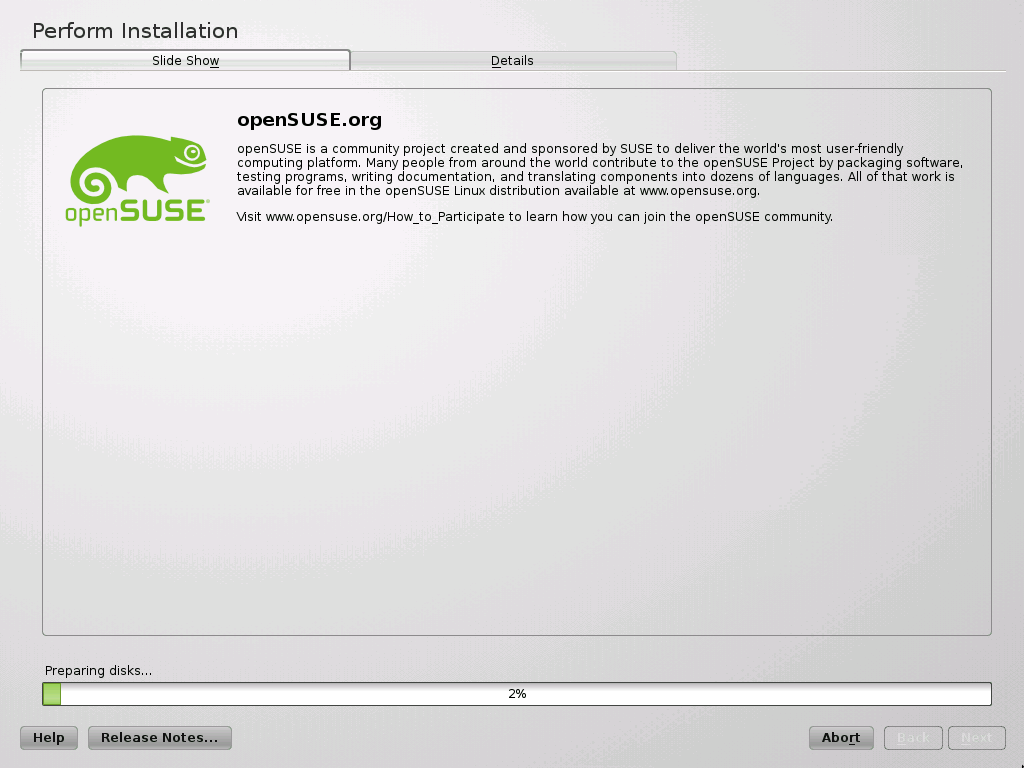 Perform Installation
Slide Show
Details
openSUSE.org
openSUSE is a community project created and sponsored by SUSE to deliver the world's most user-friendly
computing platform. Many people from around the world contribute to the openSUSE Project by packaging software,
testing programs, writing documentation, and translating components into dozens of languages. All of that work is
available for free in the openSUSE Linux distribution available at www.opensuse.org.
Visit www.opensuse.org/How_to_Participate to learn how you can join the openSUSE community.
openSUSE
Preparing disks...
2%
Help
Release Notes...
Abort
Back
Next